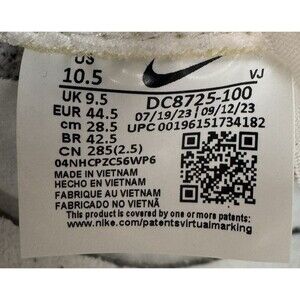 US
10.5 VJ
UK 9.5 DC8725-100
EUR 44.5 07/19/23 09/12/23
cm 28.5 UPC 00196151734182
BR 42.5
CN 285(2.5)
04NHCPZC56WP6
MADE IN VIETNAM
HECHO EN VIETNAM
FABRIQUE AU VIETNAM
FABRICADO NO VIETNÃ
This product is covered by one or more patents:
www.nike.com/patentsvirtualmarking